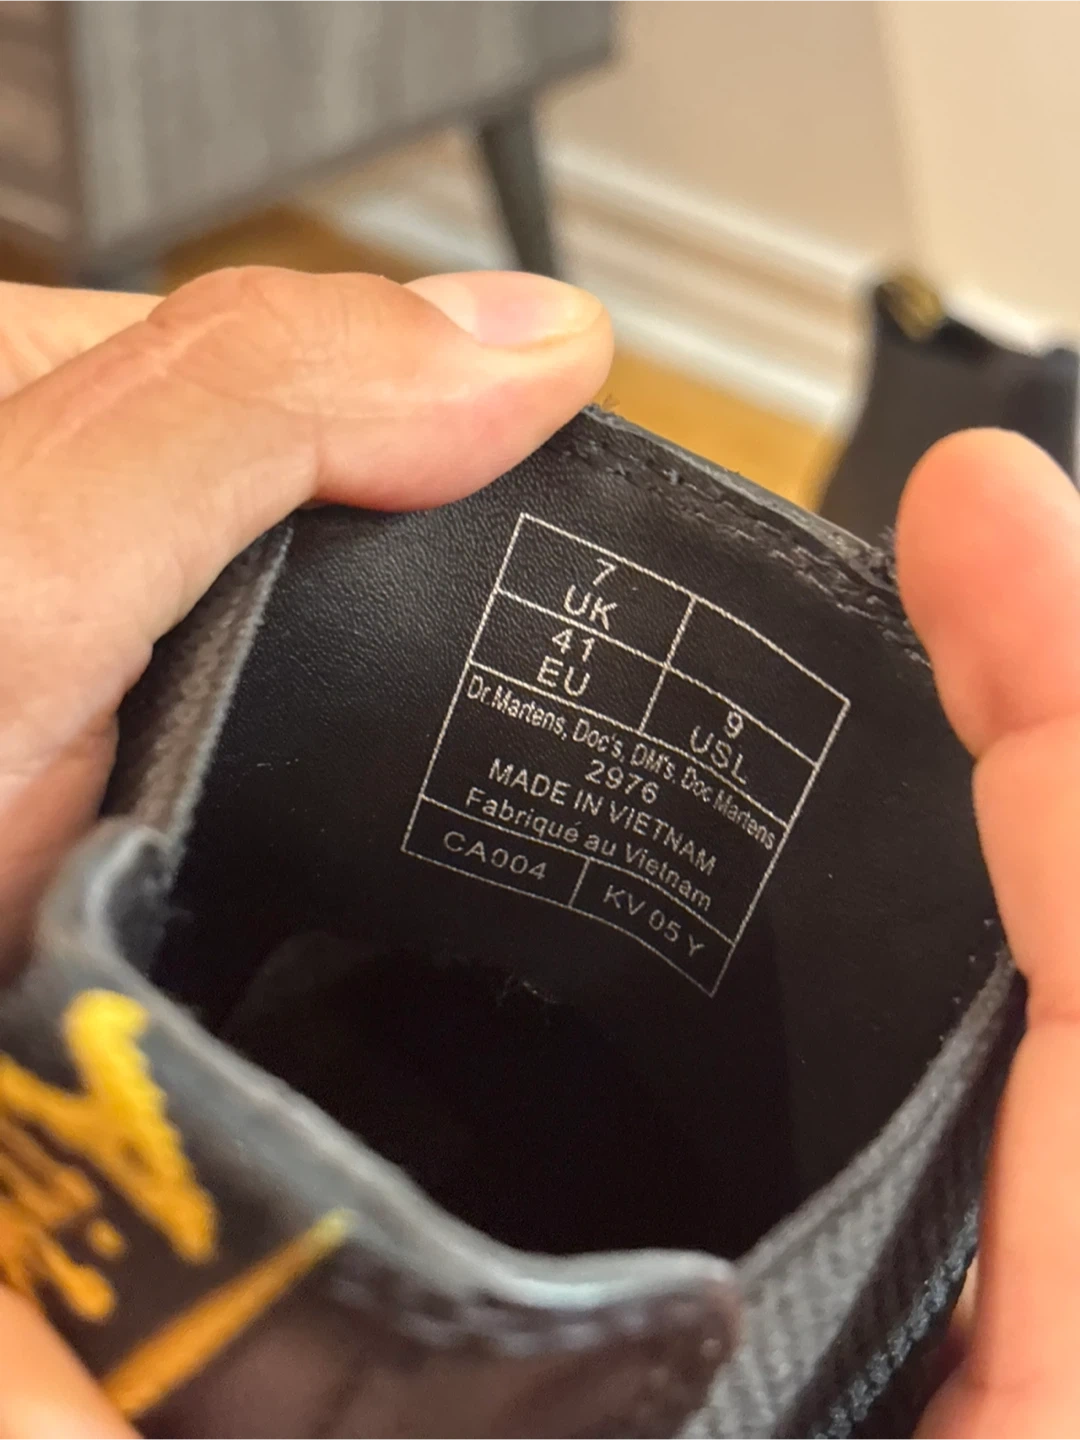 7
UK
41
EU
9
USL
Dr.Martens, Doc's, DM's, Doc Martens
2976
MADE IN VIETNAM
Fabriqué au Vietnam
CA004
KV 05 Y